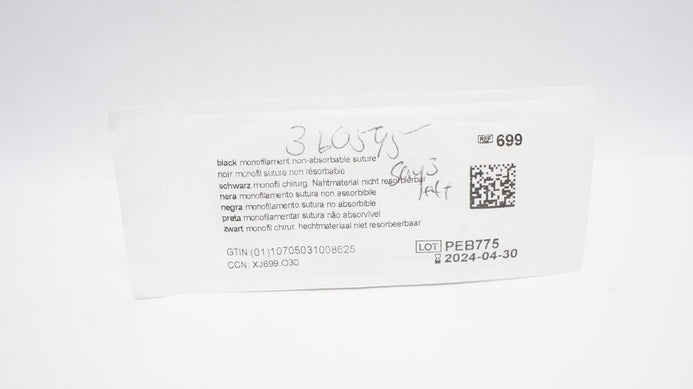 360595
REF 699
black monofilament non-absorbable suture
noir monofil suture non résorbable
schwarz monofil chirurg. Nahtmaterial nicht resorbierbar
says
left
nera monofilamento sutura non assorbibile
negra monofilamento sutura no absorbible
preta monofilamentar sutura não absorvível
zwart monofil chirur. hechtmateriaal niet resorbeerbaar
GTIN:(01)10705031008625
CCN: XJ699.O30
LOT PEB775
2024-04-30